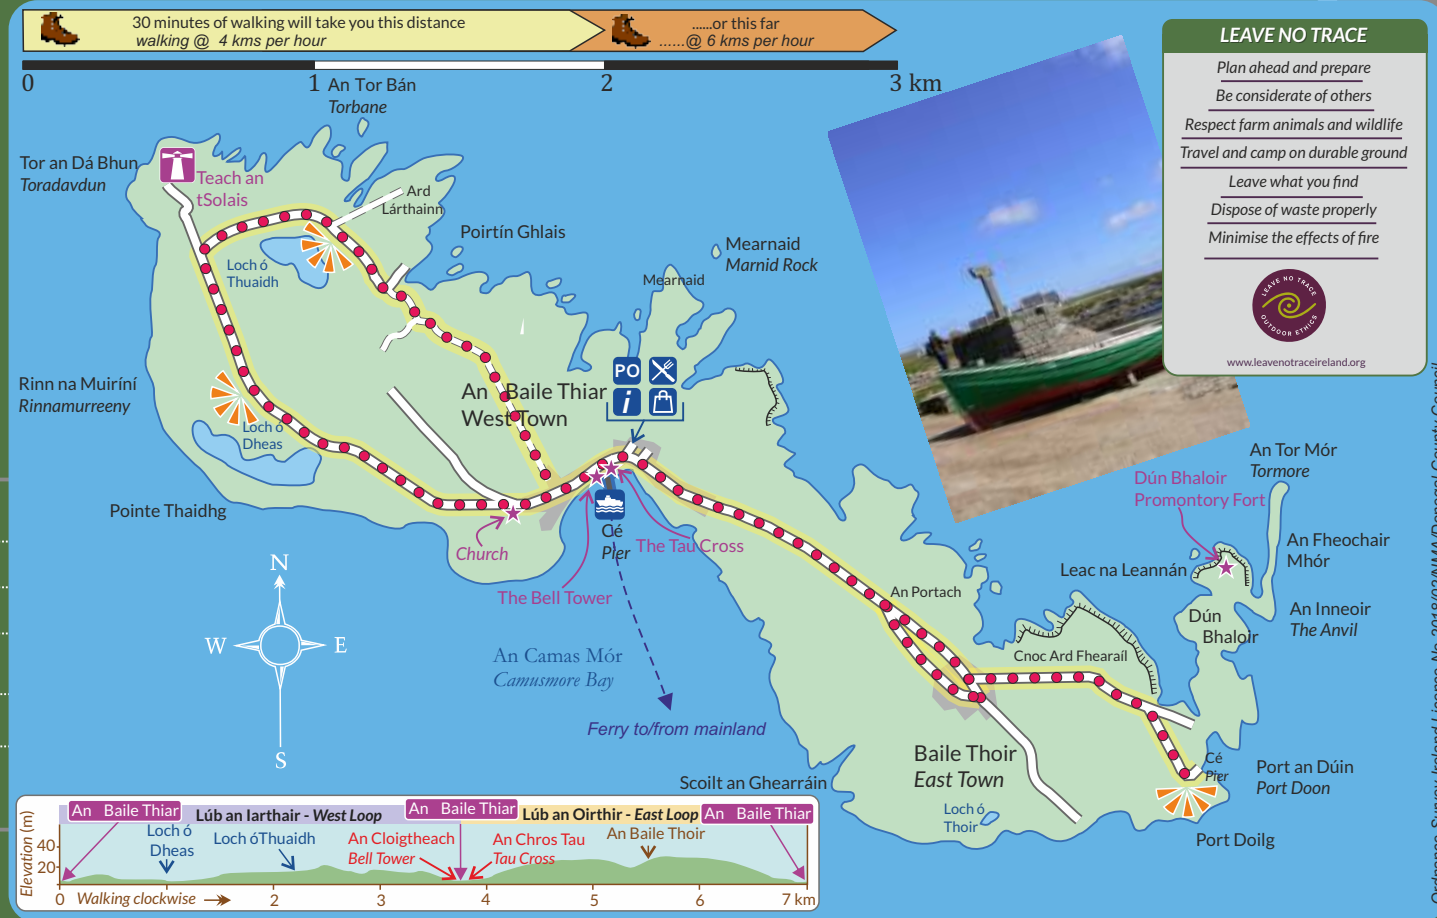 30 minutes of walking will take you this distance
walking @ 4 kms per hour
......or this far
......@ 6 kms per hour
0
1
2
3 km
An Tor Bán
Torbane
LEAVE NO TRACE
Plan ahead and prepare
Be considerate of others
Respect farm animals and wildlife
Travel and camp on durable ground
Leave what you find
Dispose of waste properly
Minimise the effects of fire
LEAVE NO TRACE
OUTDOOR ETHICS
www.leavenotraceireland.org
Tor an Dá Bhun
Toradavdun
Teach an
tSolais
Ard
Lárthainn
Poirtín Ghlais
Loch ó
Thuaidh
Mearnaid
Marnid Rock
Mearnaid
PO
i
An Baile Thiar
West Town
Rinn na Muiríní
Rinnamurreeny
Loch ó
Dheas
Pointe Thaidhg
Church
The Bell Tower
Cé
Pier
The Tau Cross
An Tor Mór
Tormore
Dún Bhaloir
Promontory Fort
An Fheochair
Mhór
Leac na Leannán
An Inneoir
The Anvil
Dún
Bhaloir
An Portach
Cnoc Ard Fhearaíl
N
W
E
S
An Camas Mór
Camusmore Bay
Ferry to/from mainland
Baile Thoir
East Town
Scoilt an Ghearráin
Loch ó
Thoir
Cé
Pier
Port an Dúin
Port Doon
Port Doilg
An Baile Thiar
Lúb an Iarthair - West Loop
An Baile Thiar
Lúb an Oirthir - East Loop
An Baile Thiar
Elevation (m)
40
20
Loch ó
Dheas
Loch óThuaidh
An Cloigtheach
Bell Tower
An Chros Tau
Tau Cross
An Baile Thoir
0
Walking clockwise
2
3
4
5
6
7 km